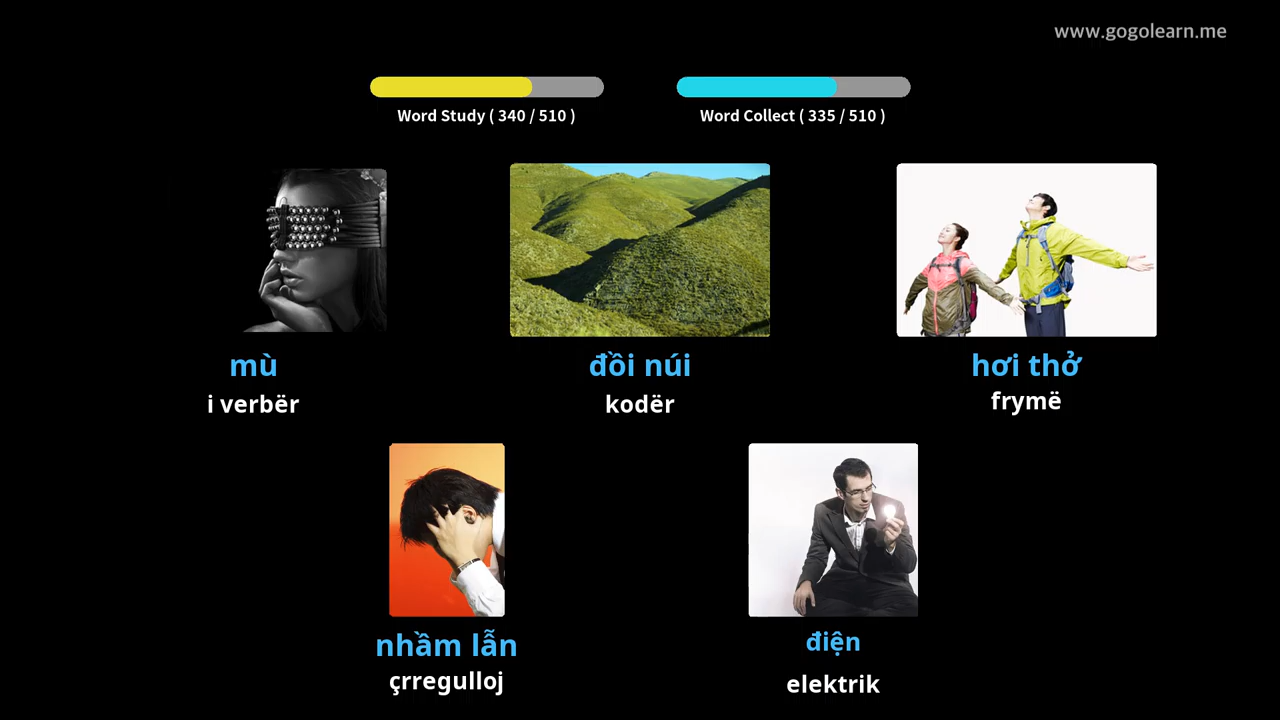 www.gogolearn.me
Word Study ( 340 / 510 )
Word Collect ( 335 / 510 )
mù
i verbër
đồi núi
kodër
hơi thở
frymë
nhầm lẫn
çrregulloj
điện
elektrik